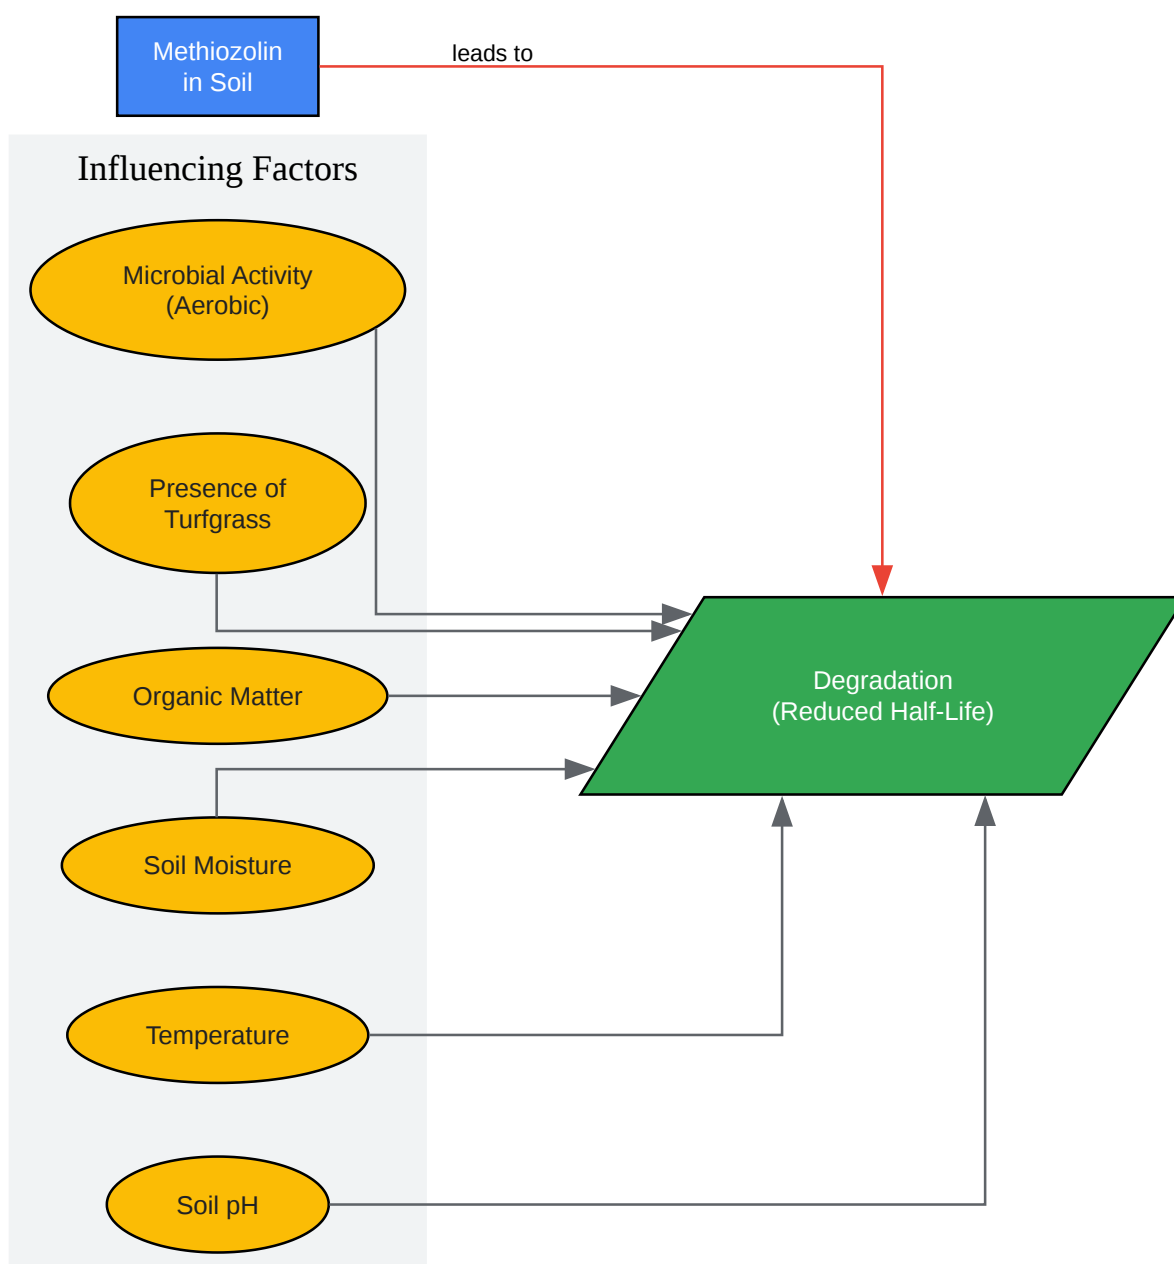 Methiozolin
in Soil
leads to
Influencing Factors
Microbial Activity
(Aerobic)
Presence of
Turfgrass
Organic Matter
Degradation
(Reduced Half-Life)
Soil Moisture
Temperature
Soil pH